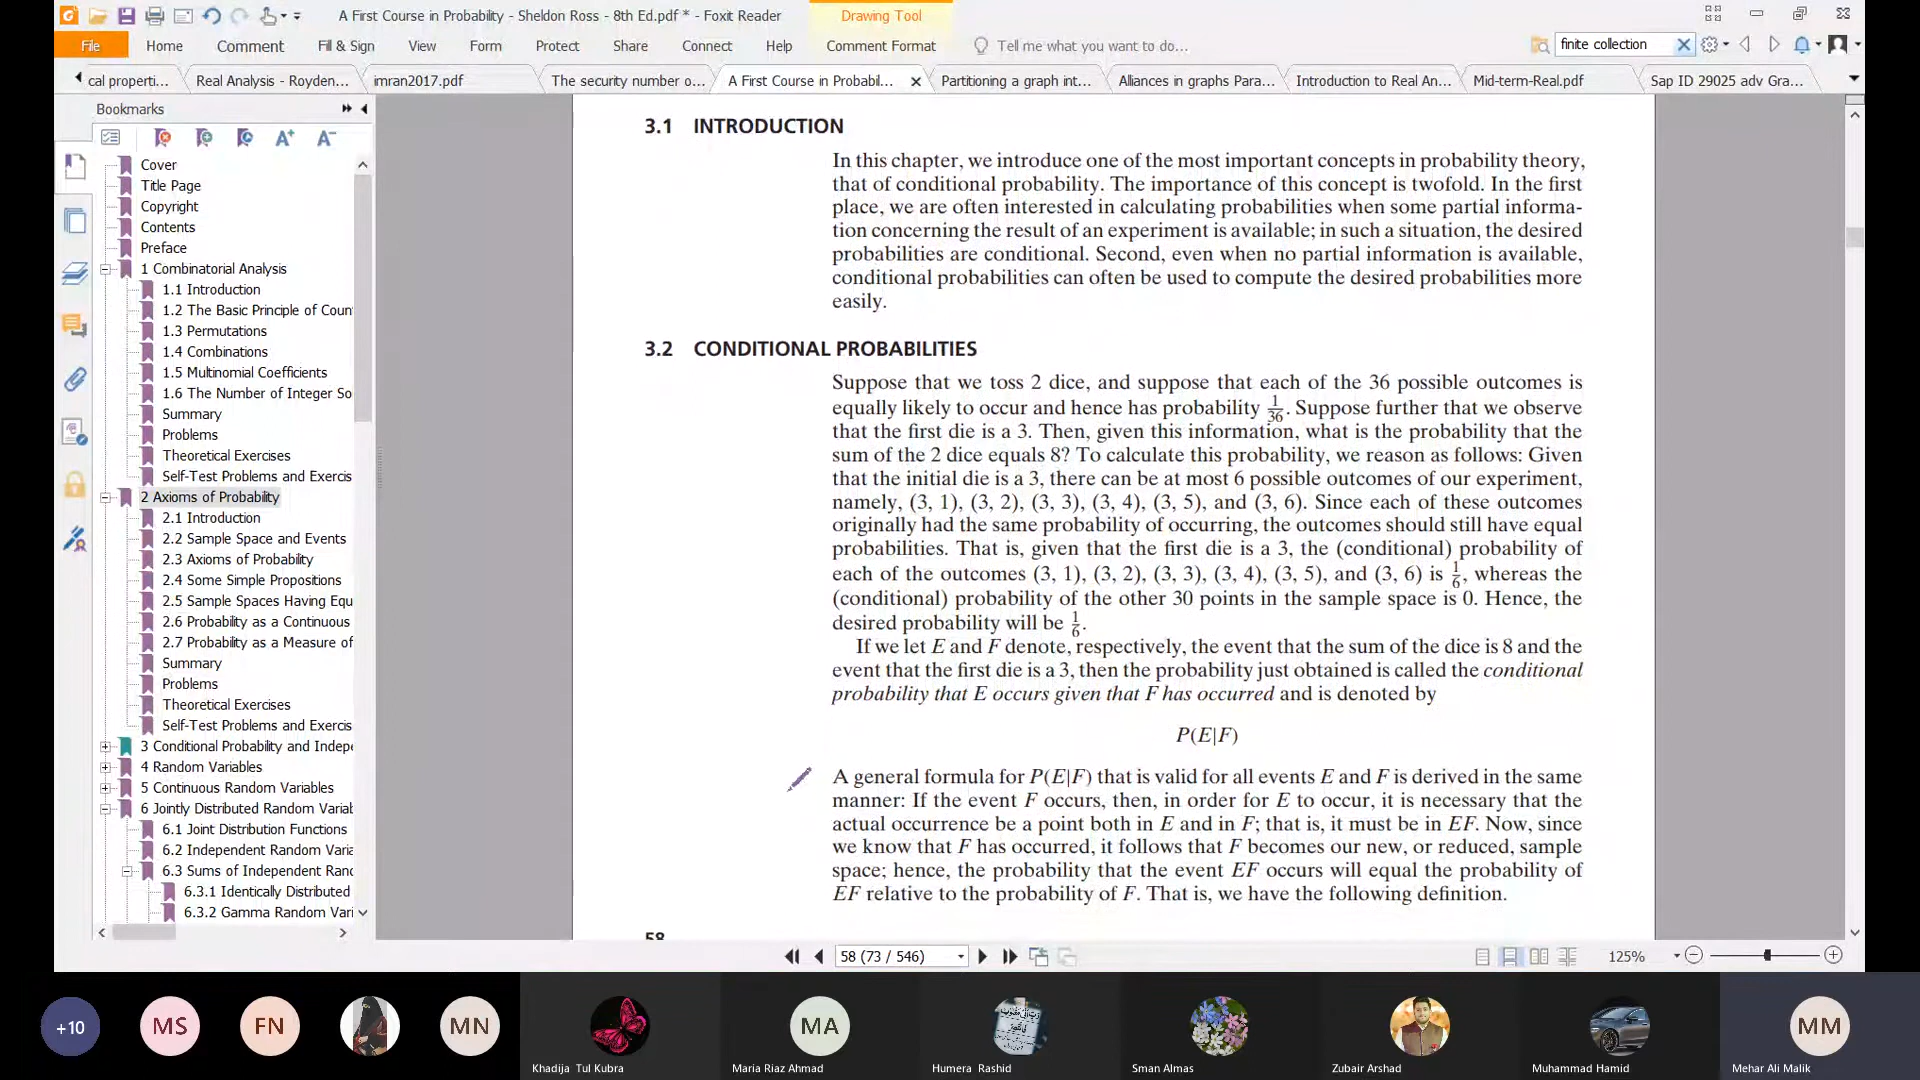 A First Course in Probability - Sheldon Ross - 8th Ed.pdf * - Foxit Reader
Drawing Tool
File
Home
Comment
Fill & Sign
View
Form
Protect
Share
Connect
Help
Comment Format
Tell me what you want to do...
finite collection
cal properti...
Real Analysis - Royden...
imran2017.pdf
The security number o...
A First Course in Probabil...
Partitioning a graph int...
Alliances in graphs Para...
Introduction to Real An...
Mid-term-Real.pdf
Sap ID 29025 adv Gra...
Bookmarks
Cover
Title Page
Copyright
Contents
Preface
1 Combinatorial Analysis
1.1 Introduction
1.2 The Basic Principle of Coun
1.3 Permutations
1.4 Combinations
1.5 Multinomial Coefficients
1.6 The Number of Integer So
Summary
Problems
Theoretical Exercises
Self-Test Problems and Exercis
2 Axioms of Probability
2.1 Introduction
2.2 Sample Space and Events
2.3 Axioms of Probability
2.4 Some Simple Propositions
2.5 Sample Spaces Having Equ
2.6 Probability as a Continuous
2.7 Probability as a Measure of
Summary
Problems
Theoretical Exercises
Self-Test Problems and Exercis
3 Conditional Probability and Indepe
4 Random Variables
5 Continuous Random Variables
6 Jointly Distributed Random Variab
6.1 Joint Distribution Functions
6.2 Independent Random Varia
6.3 Sums of Independent Ranc
6.3.1 Identically Distributed
6.3.2 Gamma Random Vari
3.1 INTRODUCTION
In this chapter, we introduce one of the most important concepts in probability theory,
that of conditional probability. The importance of this concept is twofold. In the first
place, we are often interested in calculating probabilities when some partial informa-
tion concerning the result of an experiment is available; in such a situation, the desired
probabilities are conditional. Second, even when no partial information is available,
conditional probabilities can often be used to compute the desired probabilities more
easily.
3.2 CONDITIONAL PROBABILITIES
Suppose that we toss 2 dice, and suppose that each of the 36 possible outcomes is
equally likely to occur and hence has probability 1/36. Suppose further that we observe
that the first die is a 3. Then, given this information, what is the probability that the
sum of the 2 dice equals 8? To calculate this probability, we reason as follows: Given
that the initial die is a 3, there can be at most 6 possible outcomes of our experiment,
namely, (3, 1), (3, 2), (3, 3), (3, 4), (3, 5), and (3, 6). Since each of these outcomes
originally had the same probability of occurring, the outcomes should still have equal
probabilities. That is, given that the first die is a 3, the (conditional) probability of
each of the outcomes (3, 1), (3, 2), (3, 3), (3, 4), (3, 5), and (3, 6) is 1/6, whereas the
(conditional) probability of the other 30 points in the sample space is 0. Hence, the
desired probability will be 1/6.
If we let E and F denote, respectively, the event that the sum of the dice is 8 and the
event that the first die is a 3, then the probability just obtained is called the conditional
probability that E occurs given that F has occurred and is denoted by
P(E|F)
A general formula for P(E|F) that is valid for all events E and F is derived in the same
manner: If the event F occurs, then, in order for E to occur, it is necessary that the
actual occurrence be a point both in E and in F; that is, it must be in EF. Now, since
we know that F has occurred, it follows that F becomes our new, or reduced, sample
space; hence, the probability that the event EF occurs will equal the probability of
EF relative to the probability of F. That is, we have the following definition.
58
58 (73 / 546)
125%
+10
MS
FN
MN
MA
MM
Khadija Tul Kubra
Maria Riaz Ahmad
Humera Rashid
Sman Almas
Zubair Arshad
Muhammad Hamid
Mehar Ali Malik